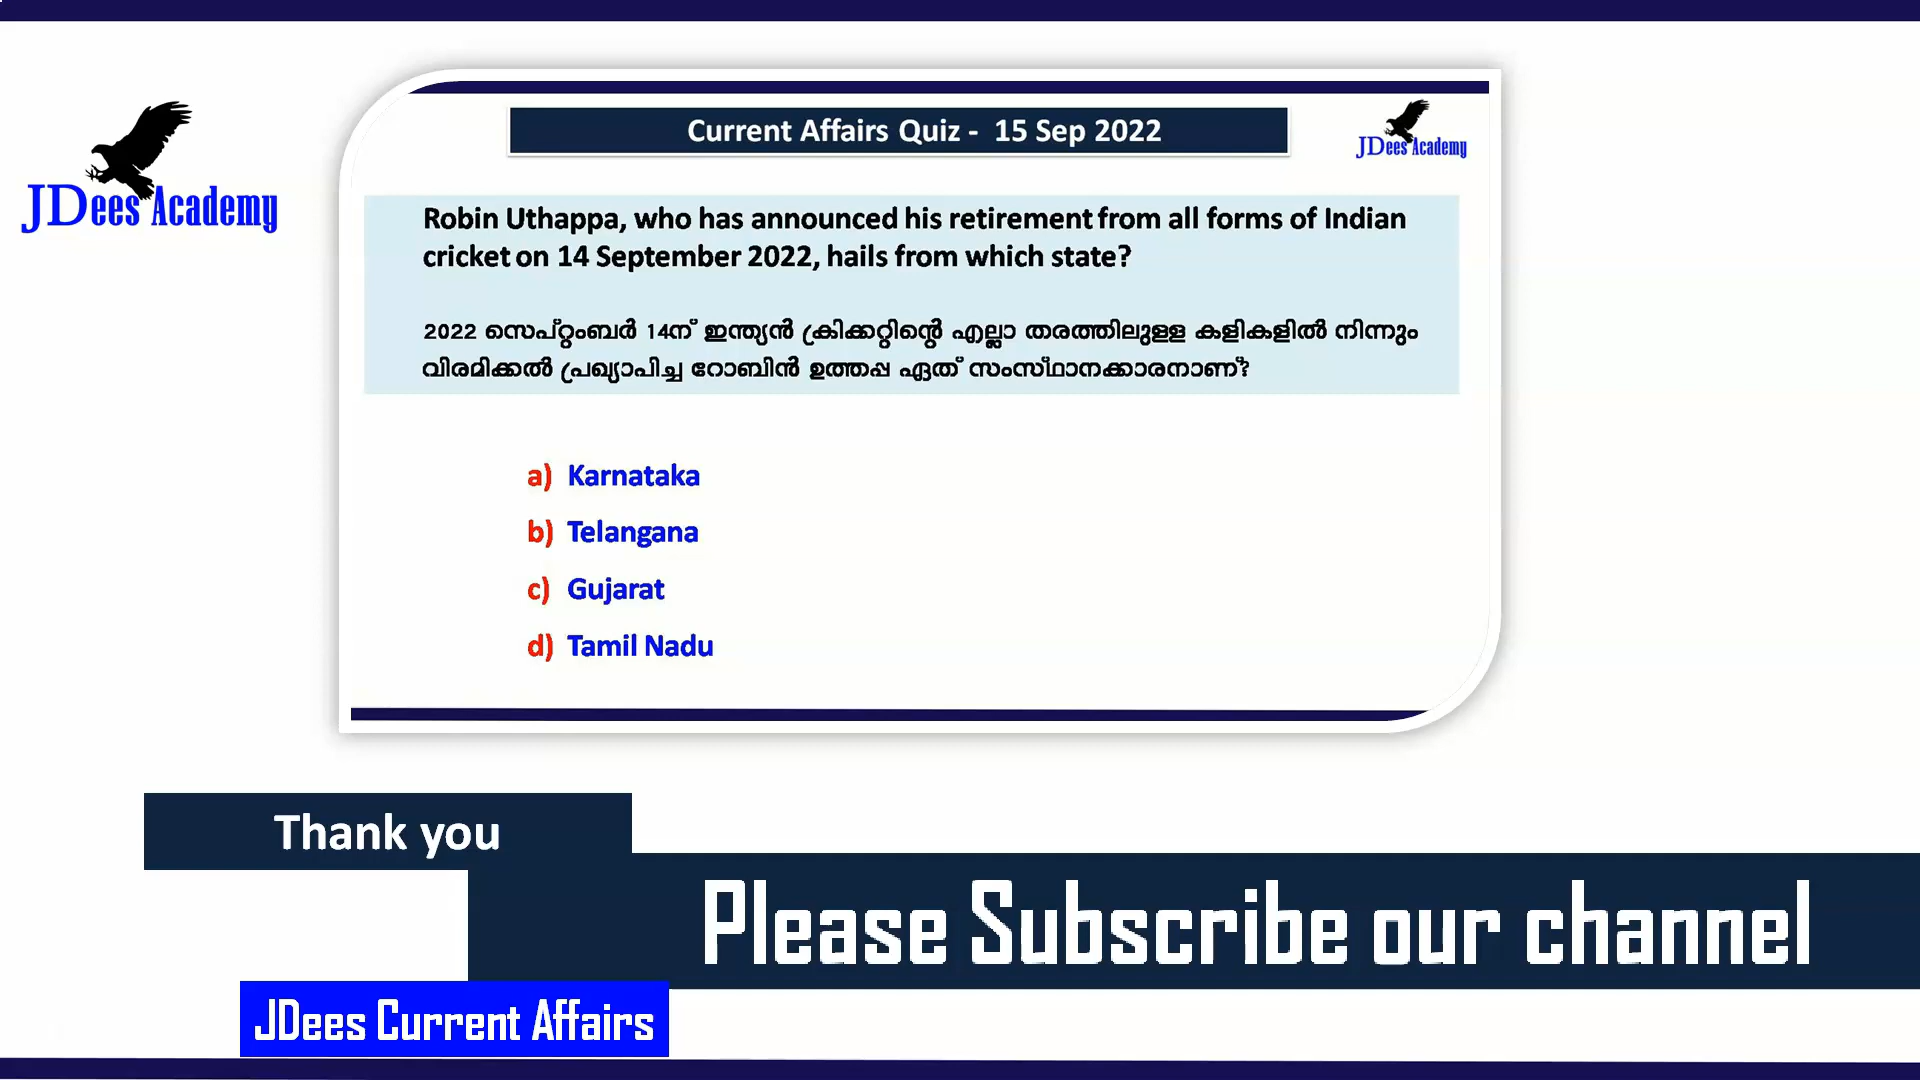 JDees Academy
Current Affairs Quiz - 15 Sep 2022
JDees Academy
Robin Uthappa, who has announced his retirement from all forms of Indian
cricket on 14 September 2022, hails from which state?
2022 സെപ്റ്റംബർ 14ന് ഇന്ത്യൻ ക്രിക്കറ്റിന്റെ എല്ലാ തരത്തിലുളള കളികളിൽ നിന്നും
വിരമിക്കൽ പ്രഖ്യാപിച്ച റോബിൻ ഉത്തപ്പ ഏത് സംസ്ഥാനക്കാരനാണ്?
a) Karnataka
b) Telangana
c) Gujarat
d) Tamil Nadu
Thank you
Please Subscribe our channel
JDees Current Affairs